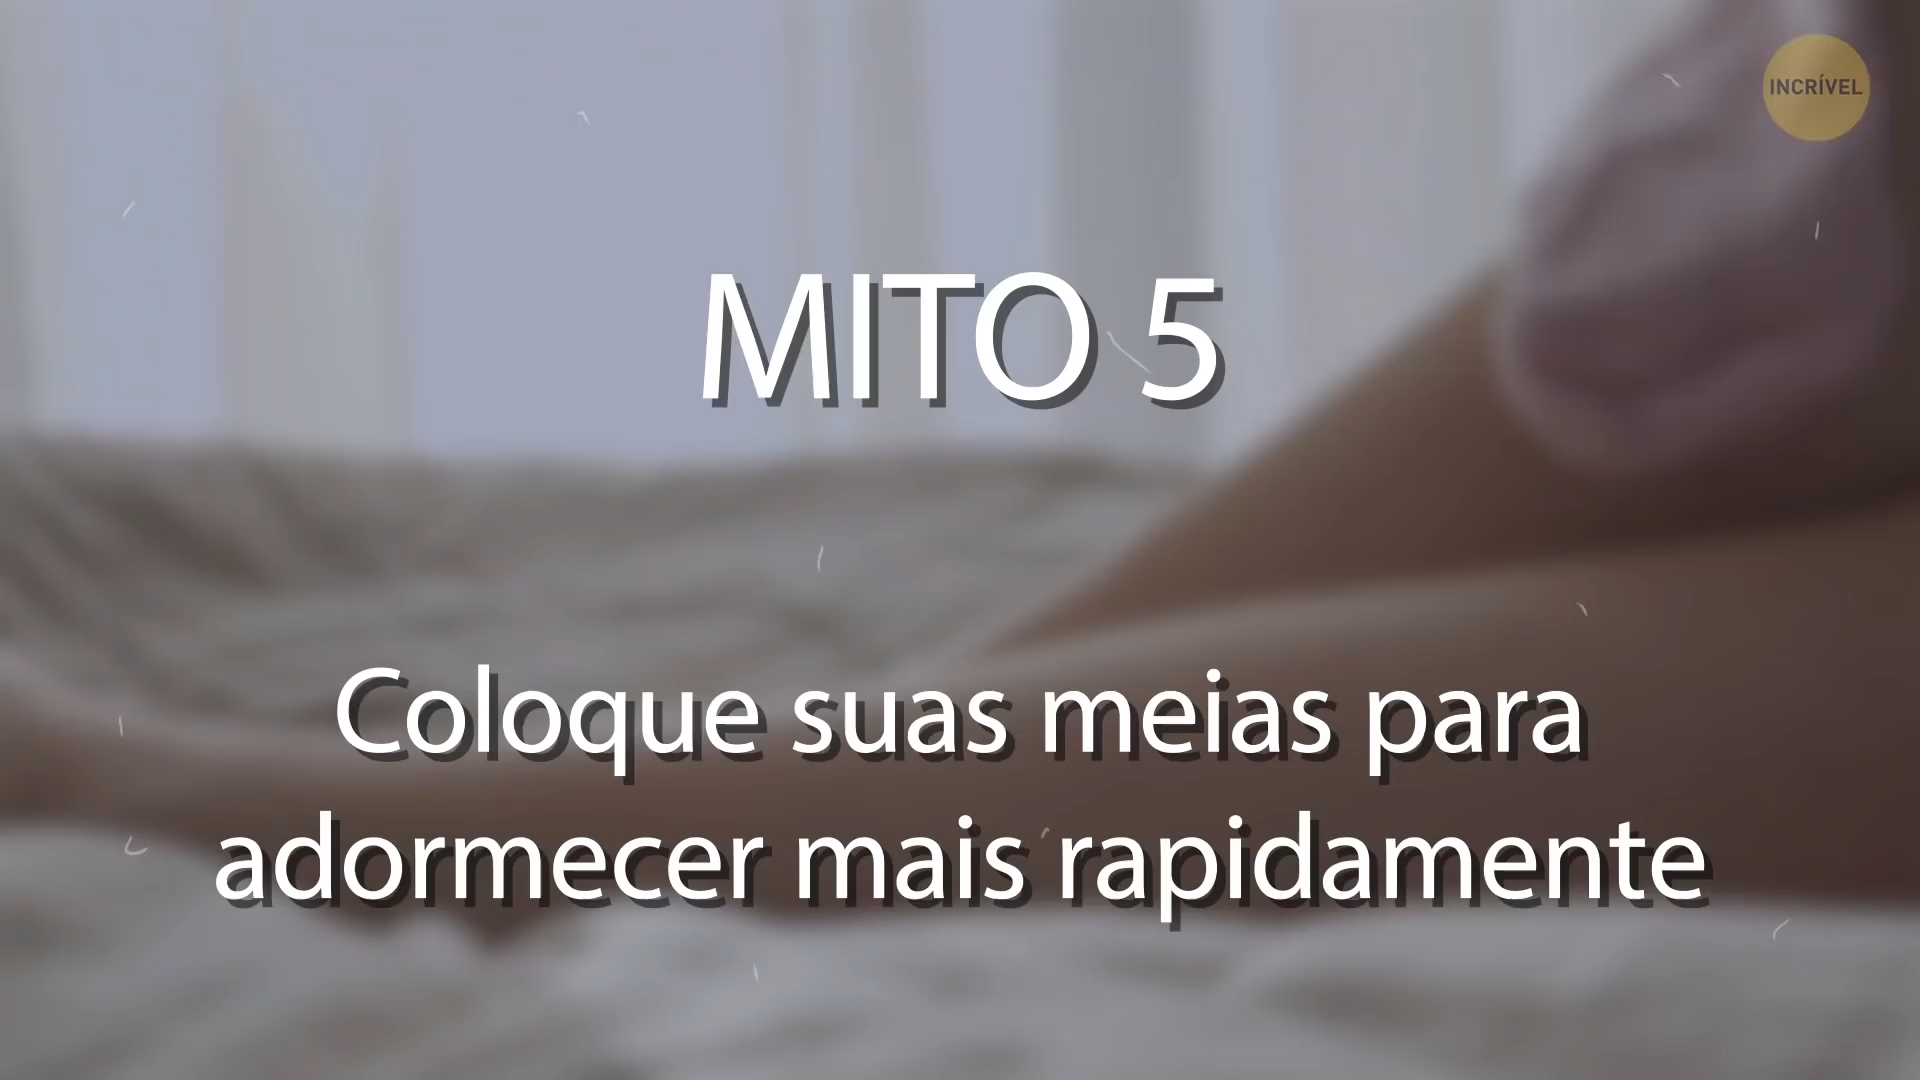 INCRÍVEL
MITO 5
Coloque suas meias para
adormecer mais rapidamente